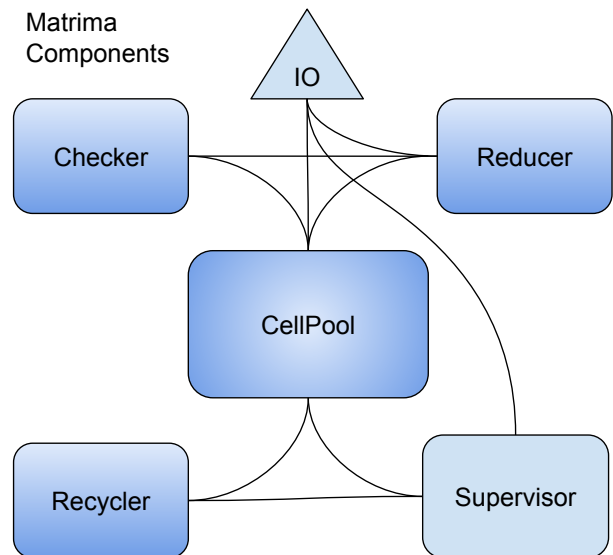 Matrima
Components
IO
Checker
Reducer
CellPool
Recycler
Supervisor